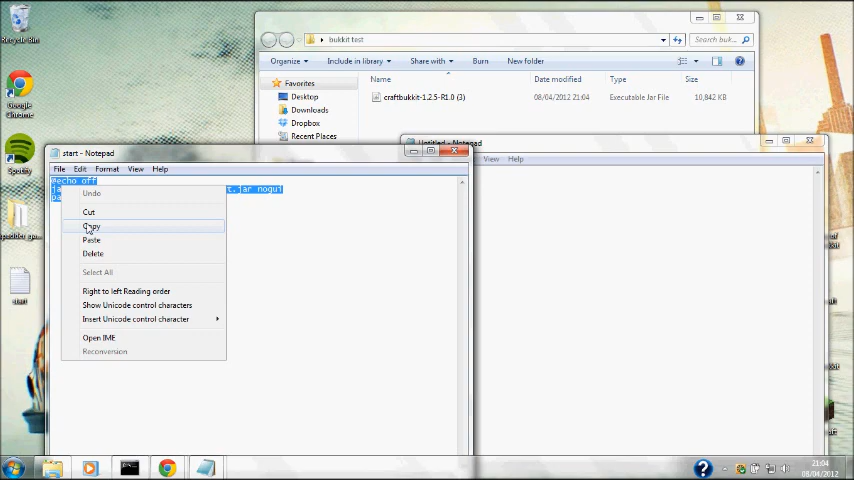 Recycle Bin
Google
Chrome
Spotify
start
bukkit test
Search buk...
Organize
Include in library
Share with
Burn
New folder
Favorites
Desktop
Downloads
Dropbox
Recent Places
Name
Date modified
Type
Size
craftbukkit-1.2.5-R1.0 (3)
08/04/2012 21:04
Executable Jar File
10,842 KB
Untitled - Notepad
View
Help
start - Notepad
File
Edit
Format
View
Help
@echo off
t.jar nogui
Undo
Cut
Copy
Paste
Delete
Select All
Right to left Reading order
Show Unicode control characters
Insert Unicode control character
Open IME
Reconversion
21:04
08/04/2012